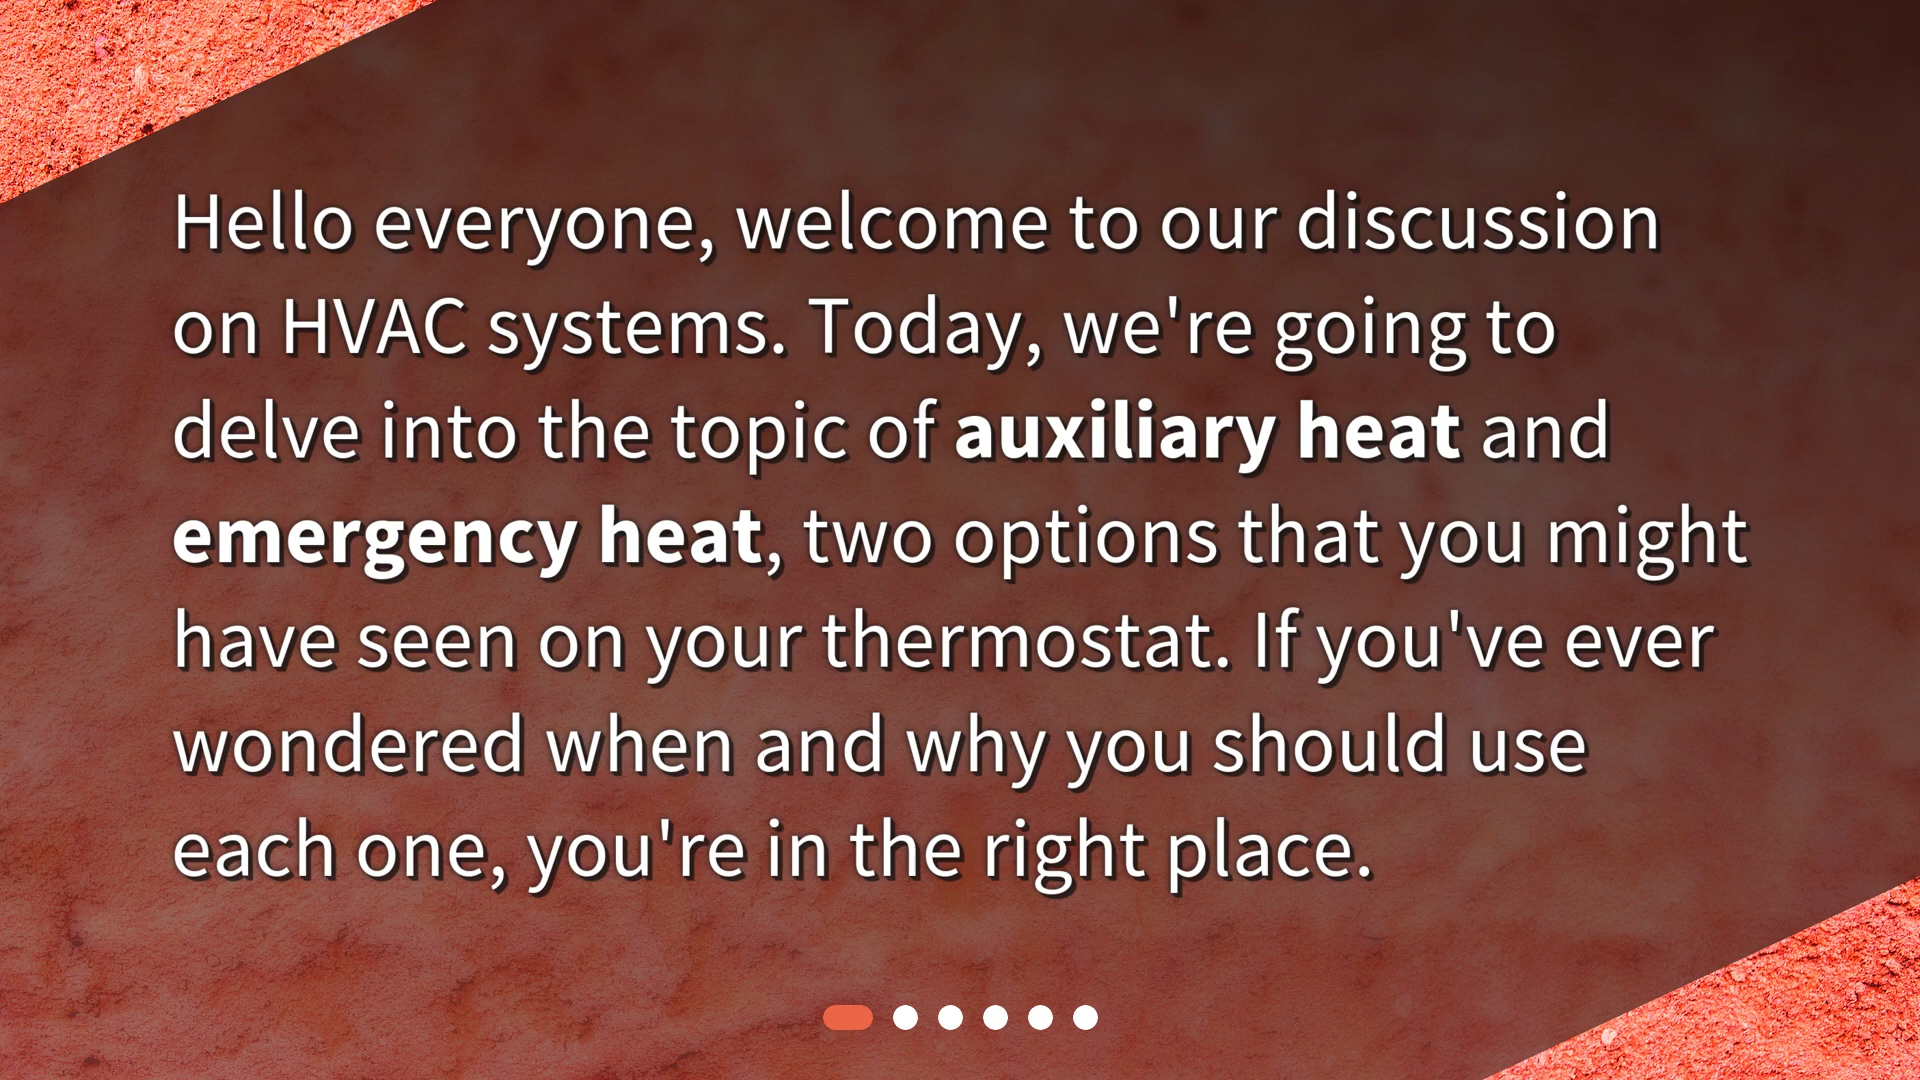 Hello everyone, welcome to our discussion
on HVAC systems. Today, we're going to
delve into the topic of auxiliary heat and
emergency heat, two options that you might
have seen on your thermostat. If you've ever
wondered when and why you should use
each one, you're in the right place.